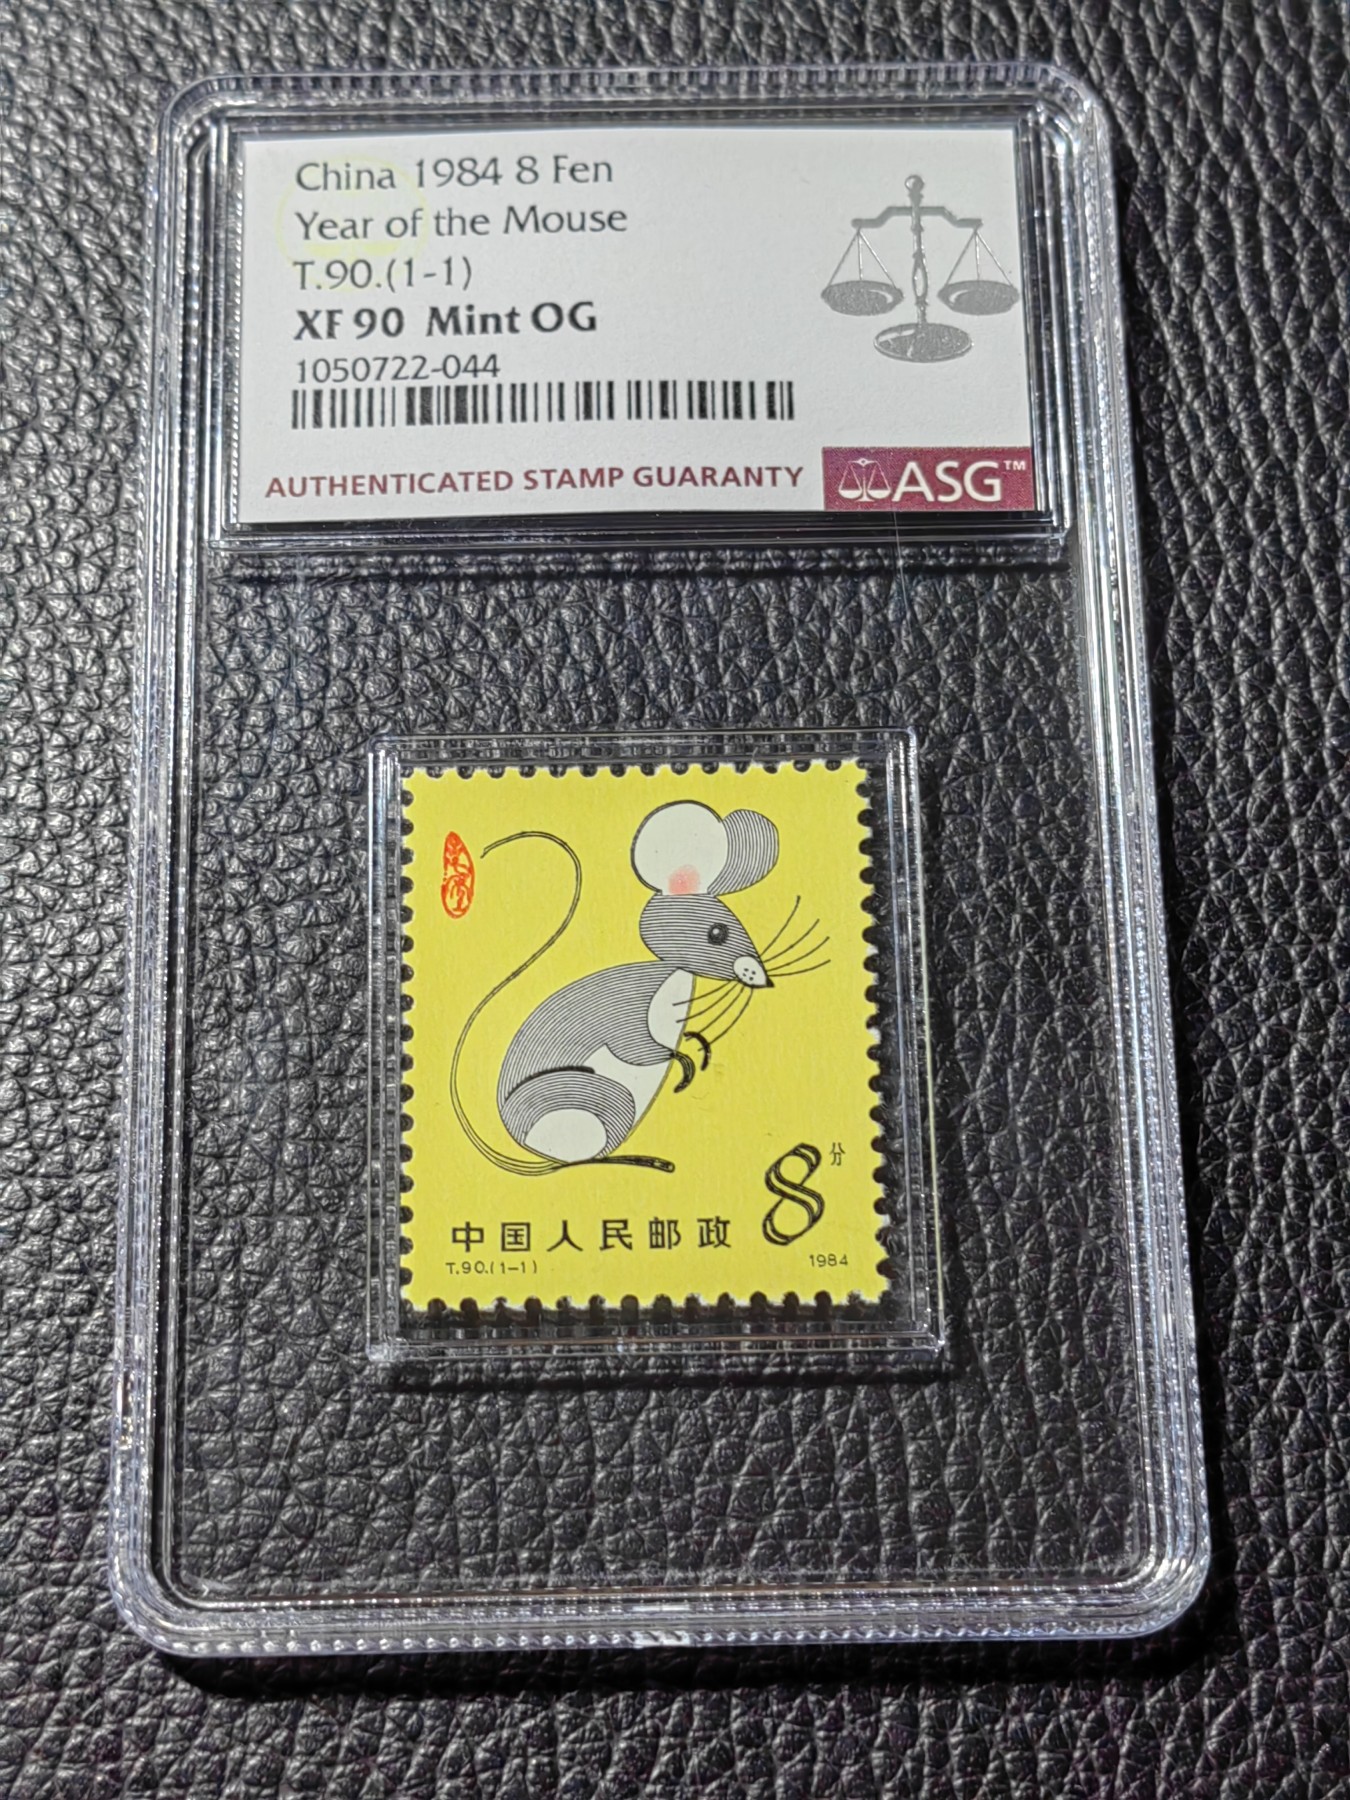 China 1984 8 Fen
Year of the Mouse
T.90.(1-1)
XF 90 Mint OG
1050722-044
AUTHENTICATED STAMP GUARANTY
ASG™
8分
中国人民邮政
T.90.(1-1)
1984